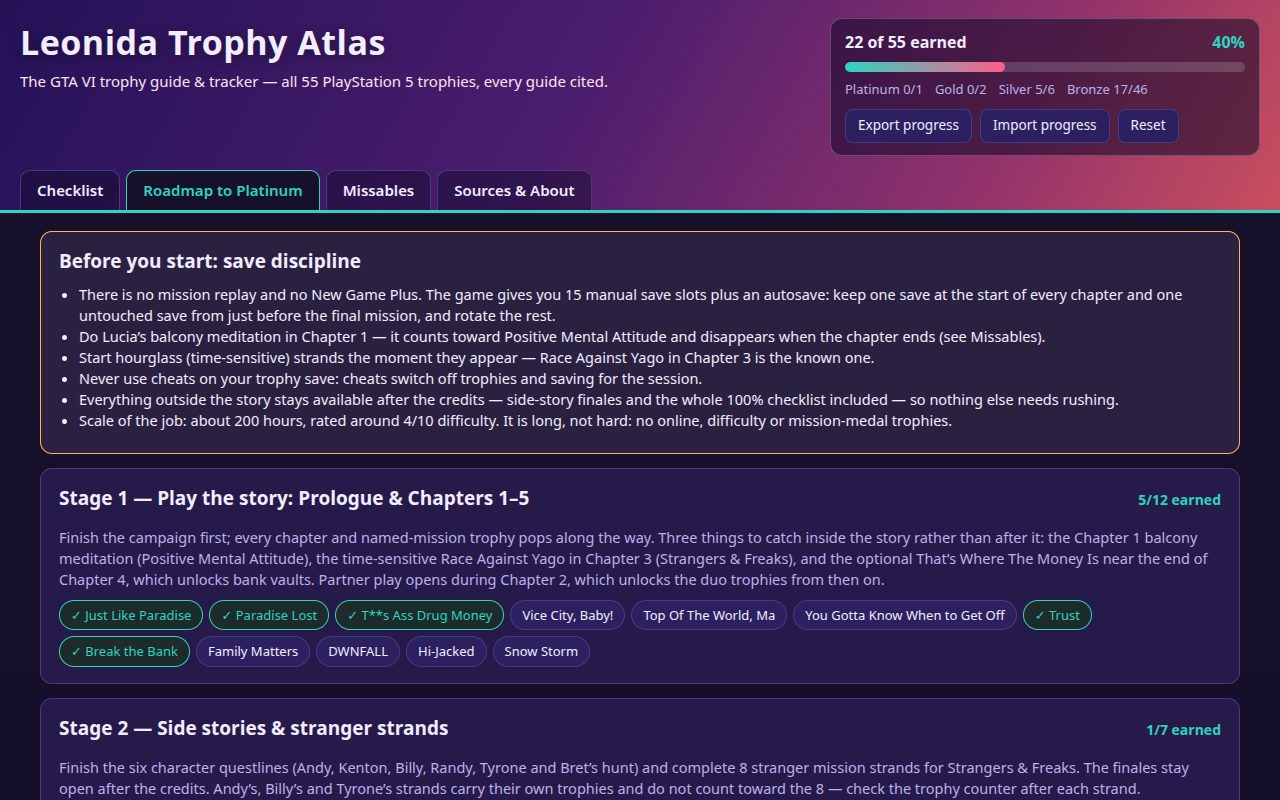 Leonida Trophy Atlas
The GTA VI trophy guide & tracker — all 55 PlayStation 5 trophies, every guide cited.
22 of 55 earned 40%
Platinum 0/1 Gold 0/2 Silver 5/6 Bronze 17/46
Export progress Import progress Reset
Checklist Roadmap to Platinum Missables Sources & About
Before you start: save discipline
• There is no mission replay and no New Game Plus. The game gives you 15 manual save slots plus an autosave: keep one save at the start of every chapter and one
untouched save from just before the final mission, and rotate the rest.
• Do Lucia’s balcony meditation in Chapter 1 — it counts toward Positive Mental Attitude and disappears when the chapter ends (see Missables).
• Start hourglass (time-sensitive) strands the moment they appear — Race Against Yago in Chapter 3 is the known one.
• Never use cheats on your trophy save: cheats switch off trophies and saving for the session.
• Everything outside the story stays available after the credits — side-story finales and the whole 100% checklist included — so nothing else needs rushing.
• Scale of the job: about 200 hours, rated around 4/10 difficulty. It is long, not hard: no online, difficulty or mission-medal trophies.
Stage 1 — Play the story: Prologue & Chapters 1–5 5/12 earned
Finish the campaign first; every chapter and named-mission trophy pops along the way. Three things to catch inside the story rather than after it: the Chapter 1 balcony
meditation (Positive Mental Attitude), the time-sensitive Race Against Yago in Chapter 3 (Strangers & Freaks), and the optional That’s Where The Money Is near the end of
Chapter 4, which unlocks bank vaults. Partner play opens during Chapter 2, which unlocks the duo trophies from then on.
✓ Just Like Paradise ✓ Paradise Lost ✓ T**s Ass Drug Money Vice City, Baby! Top Of The World, Ma You Gotta Know When to Get Off ✓ Trust
✓ Break the Bank Family Matters DWNFALL Hi-Jacked Snow Storm
Stage 2 — Side stories & stranger strands 1/7 earned
Finish the six character questlines (Andy, Kenton, Billy, Randy, Tyrone and Bret’s hunt) and complete 8 stranger mission strands for Strangers & Freaks. The finales stay
open after the credits. Andy’s, Billy’s and Tyrone’s strands carry their own trophies and do not count toward the 8 — check the trophy counter after each strand.